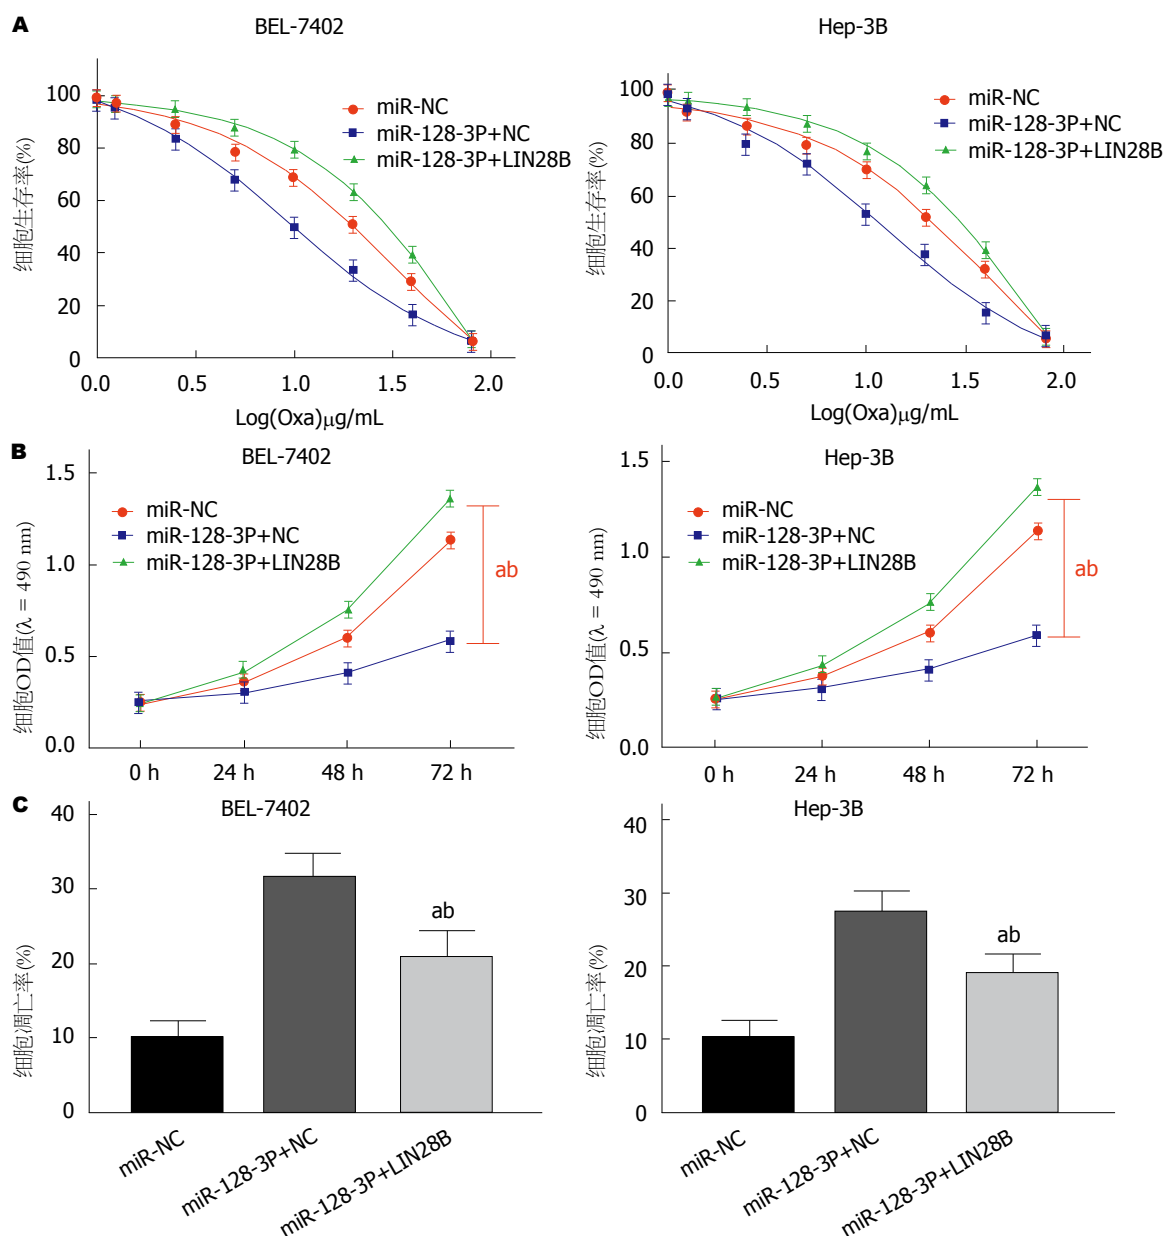 A
BEL-7402
100
80
60
40
20
0
细胞生存率(%)
miR-NC
miR-128-3P+NC
miR-128-3P+LIN28B
0.0 0.5 1.0 1.5 2.0
Log(Oxa)μg/mL
Hep-3B
100
80
60
40
20
0
细胞生存率(%)
miR-NC
miR-128-3P+NC
miR-128-3P+LIN28B
0.0 0.5 1.0 1.5 2.0
Log(Oxa)μg/mL
B
BEL-7402
1.5
1.0
0.5
0.0
细胞OD值(λ = 490 nm)
miR-NC
miR-128-3P+NC
miR-128-3P+LIN28B
ab
0 h 24 h 48 h 72 h
Hep-3B
1.5
1.0
0.5
0.0
细胞OD值(λ = 490 nm)
miR-NC
miR-128-3P+NC
miR-128-3P+LIN28B
ab
0 h 24 h 48 h 72 h
C
BEL-7402
40
30
20
10
0
细胞凋亡率(%)
ab
miR-NC
miR-128-3P+NC
miR-128-3P+LIN28B
Hep-3B
40
30
20
10
0
细胞凋亡率(%)
ab
miR-NC
miR-128-3P+NC
miR-128-3P+LIN28B